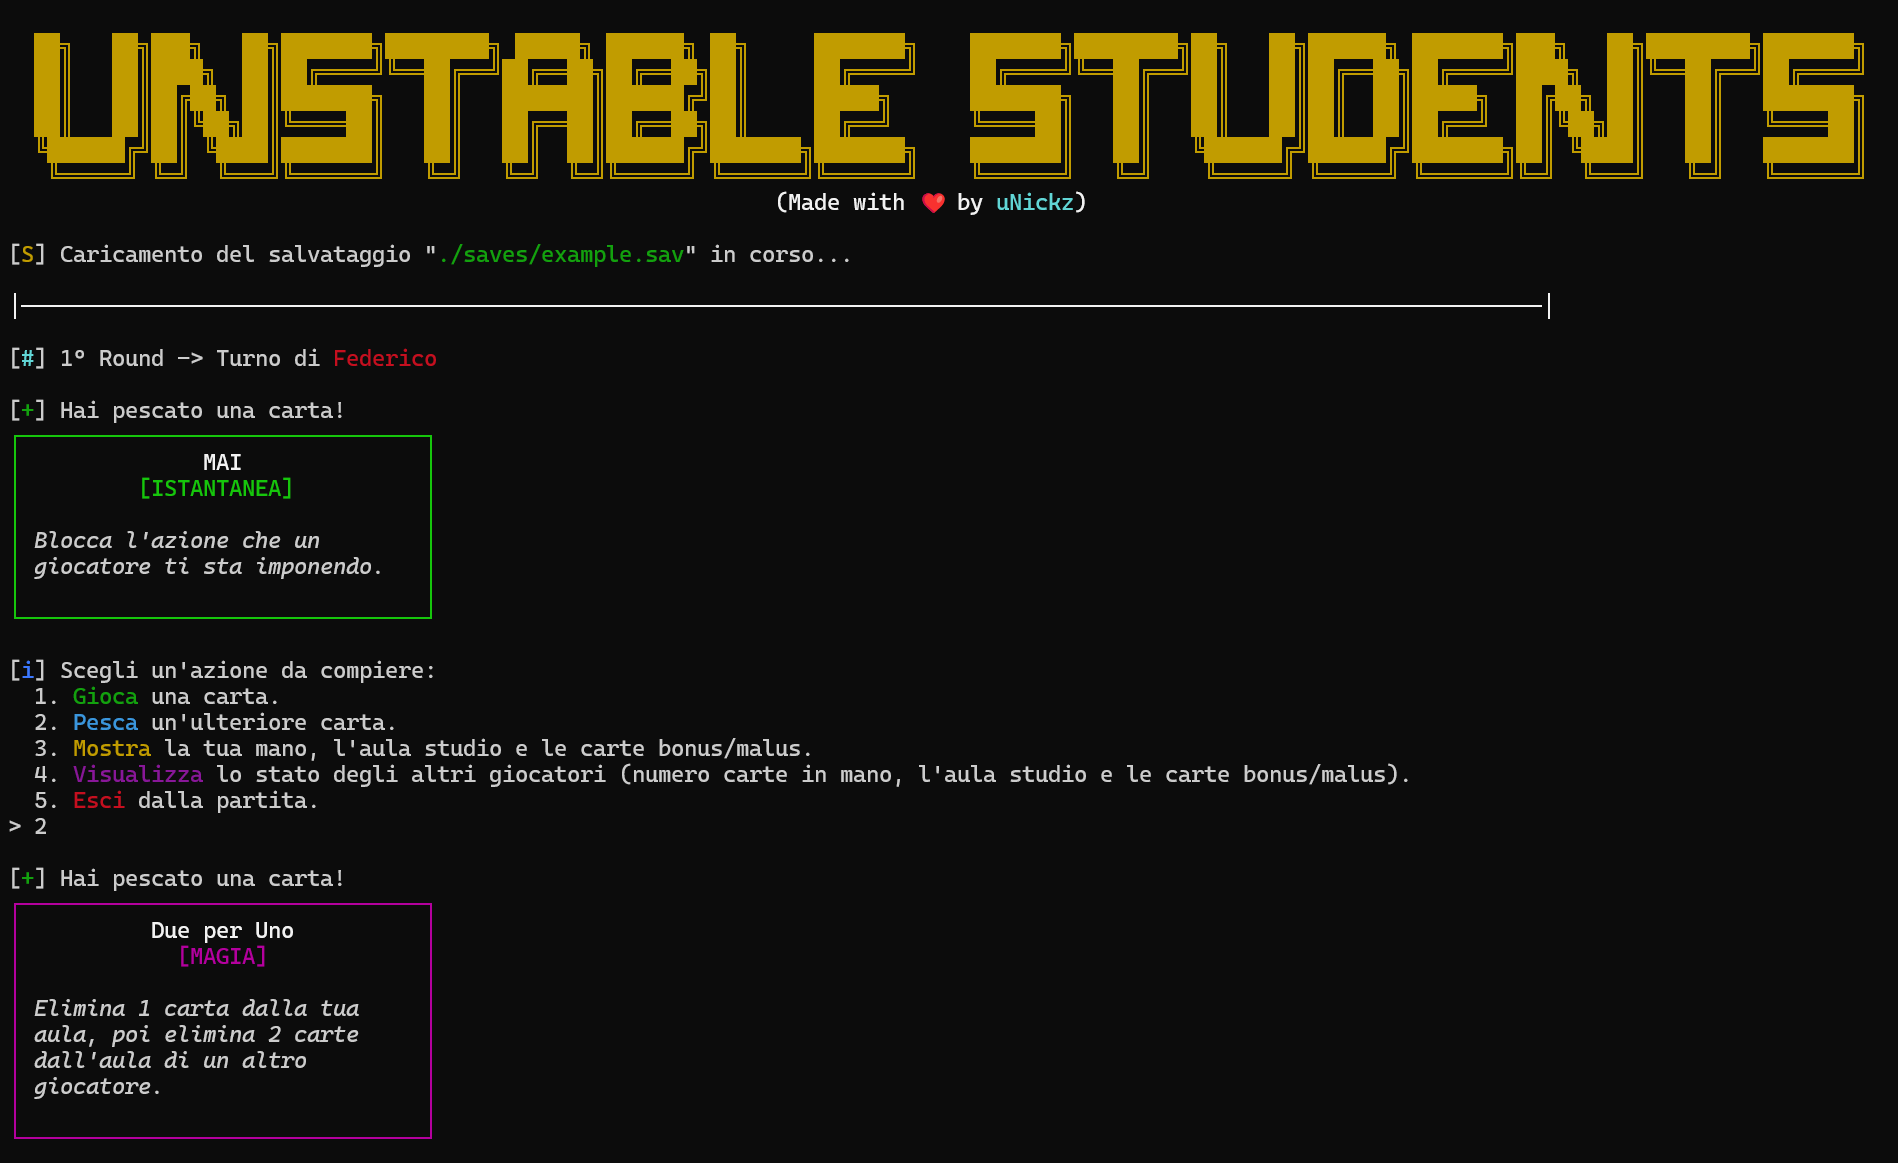 UNSTABLE STUDENTS
(Made with ❤️ by uNickz)
[S] Caricamento del salvataggio "./saves/example.sav" in corso...
[#] 1º Round -> Turno di Federico
[+] Hai pescato una carta!
MAI
[ISTANTANEA]
Blocca l'azione che un
giocatore ti sta imponendo.
[i] Scegli un'azione da compiere:
1. Gioca una carta.
2. Pesca un'ulteriore carta.
3. Mostra la tua mano, l'aula studio e le carte bonus/malus.
4. Visualizza lo stato degli altri giocatori (numero carte in mano, l'aula studio e le carte bonus/malus).
5. Esci dalla partita.
> 2
[+] Hai pescato una carta!
Due per Uno
[MAGIA]
Elimina 1 carta dalla tua
aula, poi elimina 2 carte
dall'aula di un altro
giocatore.